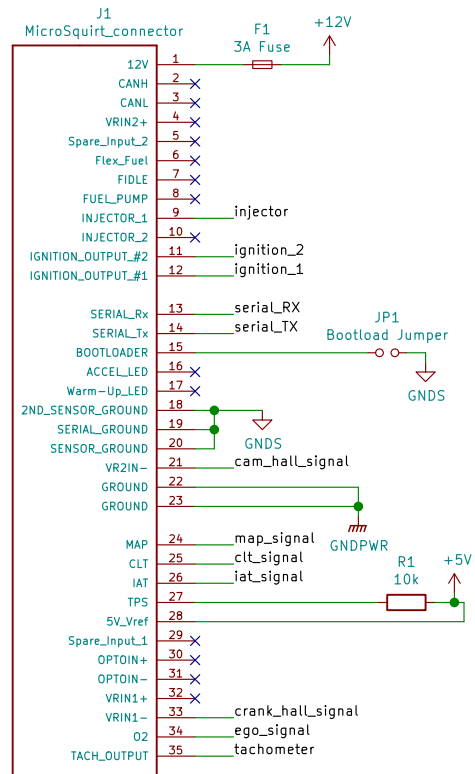 J1
MicroSquirt_connector
F1
3A Fuse
+12V
12V 1
CANH 2
CANL 3
VRIN2+ 4
Spare_Input_2 5
Flex_Fuel 6
FIDLE 7
FUEL_PUMP 8
INJECTOR_1 9 injector
INJECTOR_2 10
IGNITION_OUTPUT_#2 11 ignition_2
IGNITION_OUTPUT_#1 12 ignition_1
SERIAL_Rx 13 serial_RX
SERIAL_Tx 14 serial_TX
JP1
Bootload Jumper
BOOTLOADER 15
ACCEL_LED 16
GNDS
Warm-Up_LED 17
2ND_SENSOR_GROUND 18
SERIAL_GROUND 19
SENSOR_GROUND 20
GNDS
VR2IN- 21 cam_hall_signal
GROUND 22
GROUND 23
GNDPWR
MAP 24 map_signal
CLT 25 clt_signal
IAT 26 iat_signal
R1
10k
+5V
TPS 27
5V_Vref 28
Spare_Input_1 29
OPTOIN+ 30
OPTOIN- 31
VRIN1+ 32
VRIN1- 33 crank_hall_signal
O2 34 ego_signal
TACH_OUTPUT 35 tachometer